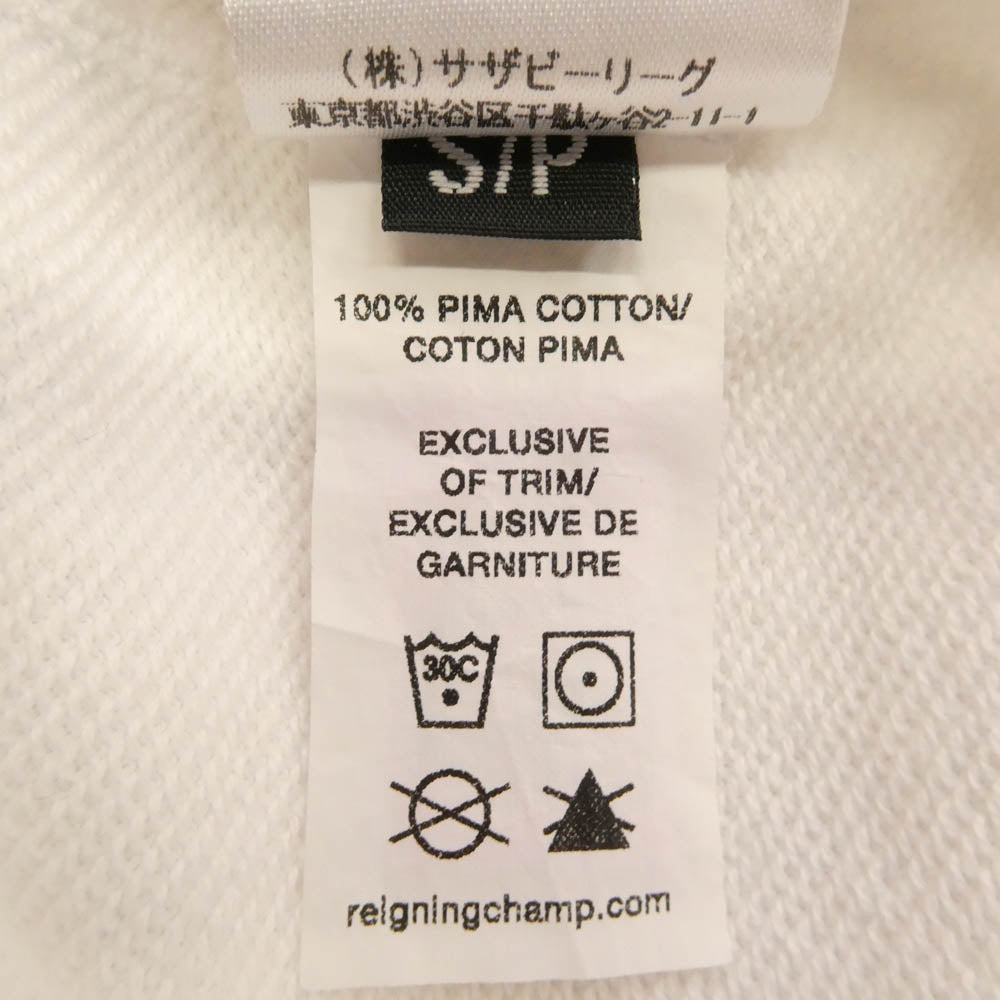 (株)サザビーリーグ
東京都渋谷区千駄ヶ谷2-11-1
S/P
100% PIMA COTTON/
COTON PIMA
EXCLUSIVE
OF TRIM/
EXCLUSIVE DE
GARNITURE
30C
reigningchamp.com